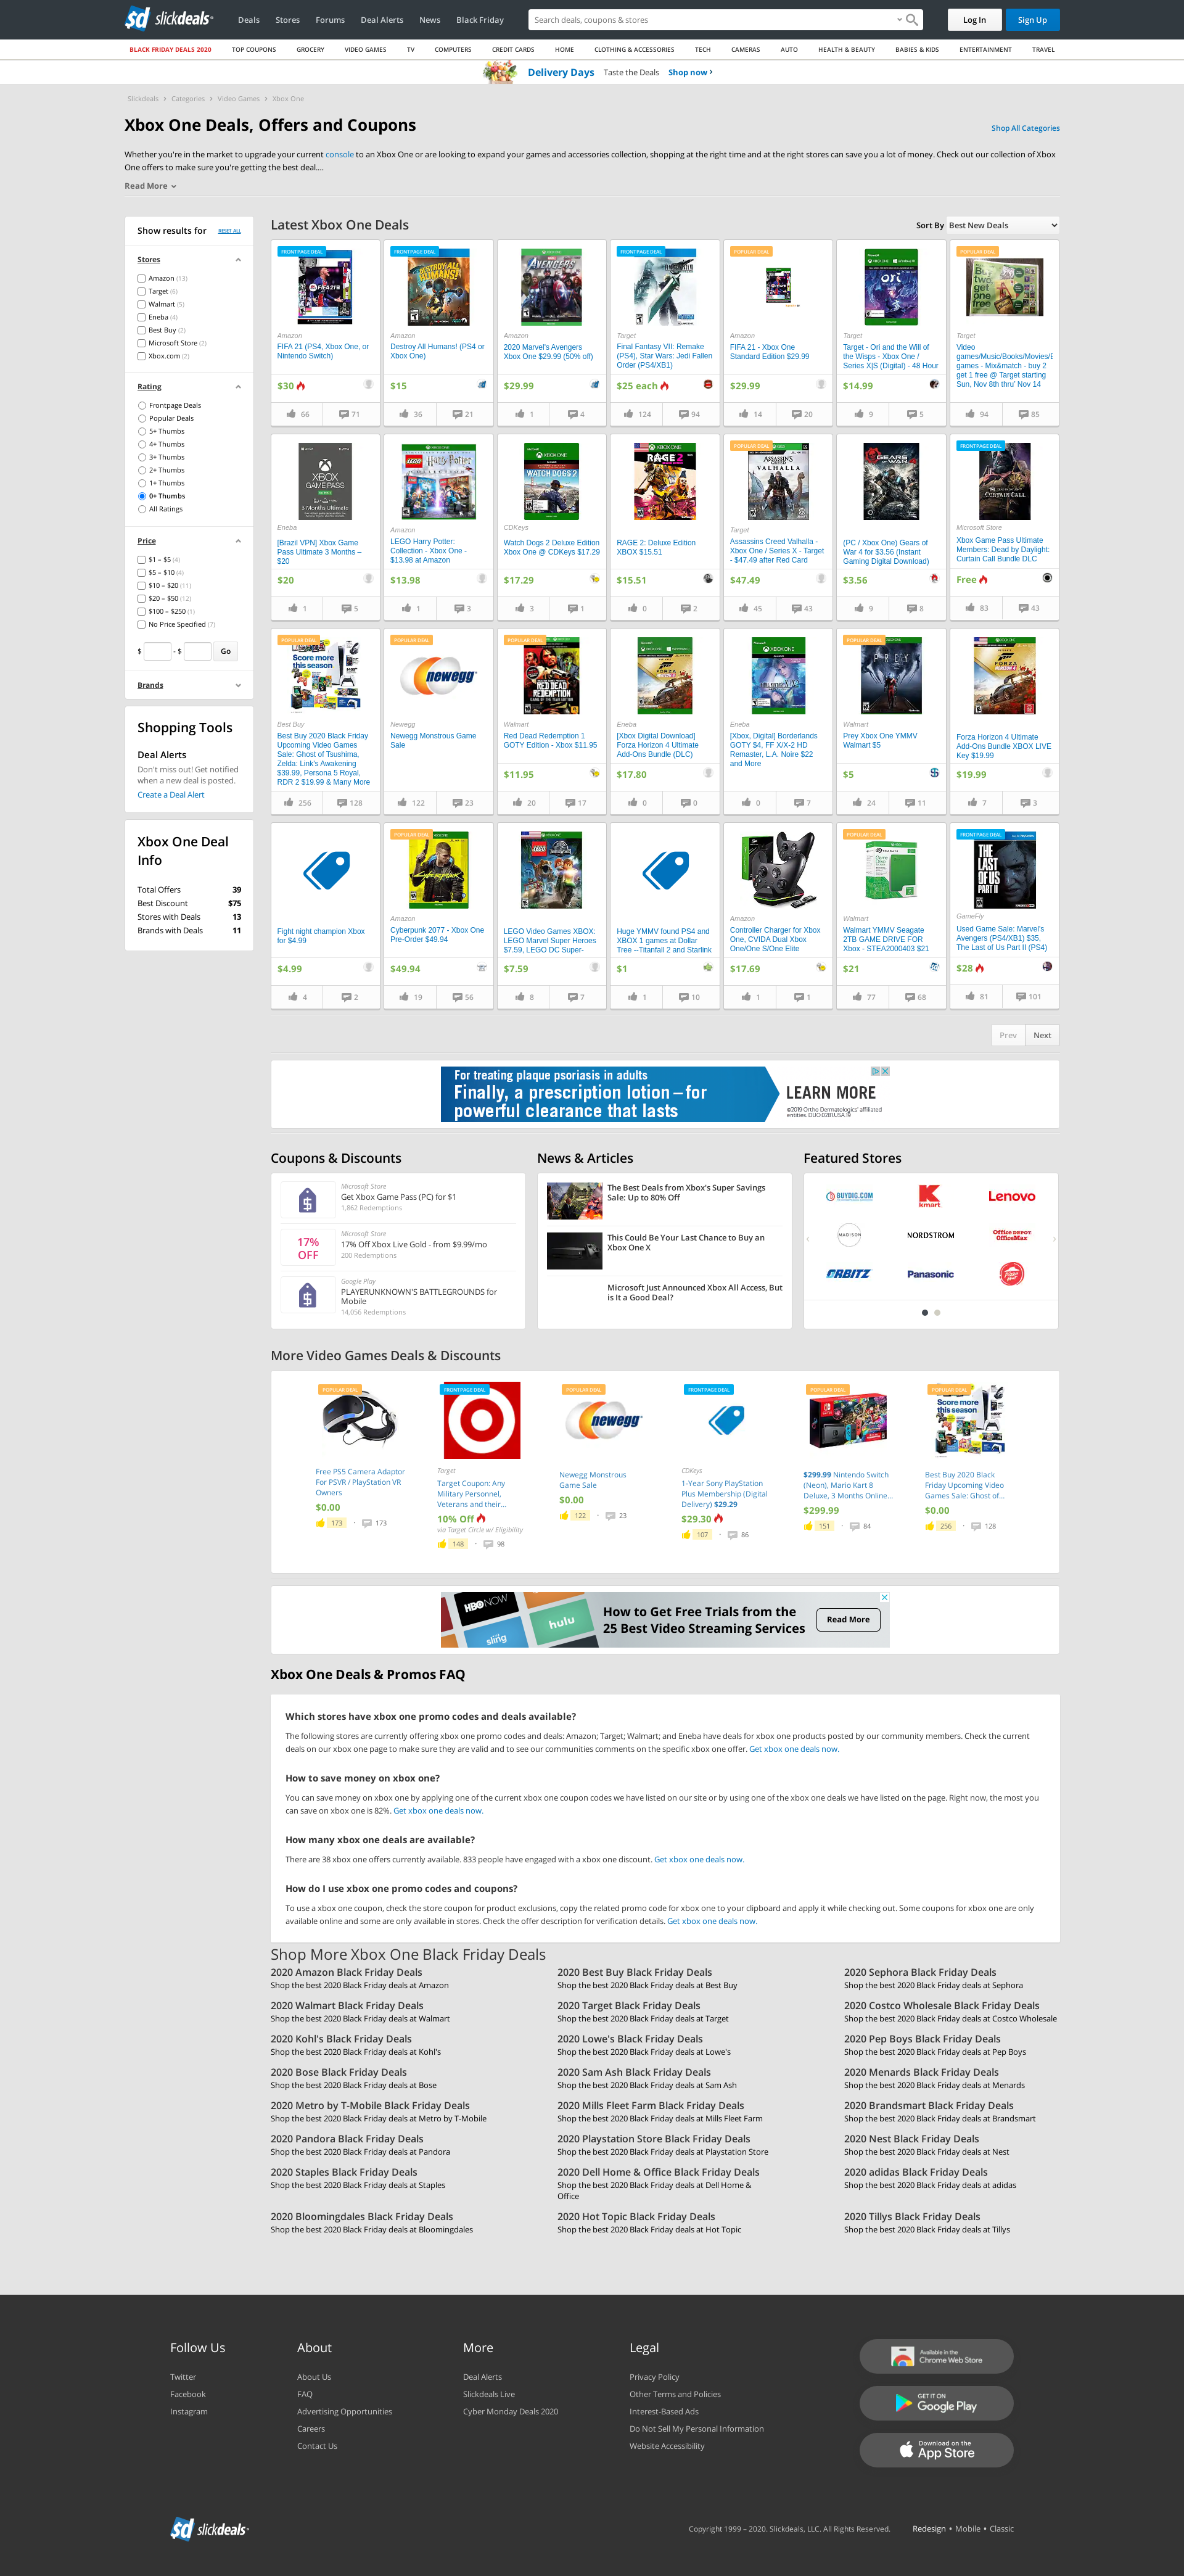 sd slickdeals
Deals
Stores
Forums
Deal Alerts
News
Black Friday
Search deals, coupons & stores
Log In
Sign Up
BLACK FRIDAY DEALS 2020
TOP COUPONS
GROCERY
VIDEO GAMES
TV
COMPUTERS
CREDIT CARDS
HOME
CLOTHING & ACCESSORIES
TECH
CAMERAS
AUTO
HEALTH & BEAUTY
BABIES & KIDS
ENTERTAINMENT
TRAVEL
Delivery Days Taste the Deals Shop now ›
Slickdeals › Categories › Video Games › Xbox One
Xbox One Deals, Offers and Coupons
Shop All Categories
Whether you're in the market to upgrade your current console to an Xbox One or are looking to expand your games and accessories collection, shopping at the right time and at the right stores can save you a lot of money. Check out our collection of Xbox
One offers to make sure you're getting the best deal....
Read More
Show results for
RESET ALL
Stores
Amazon (13)
Target (6)
Walmart (5)
Eneba (4)
Best Buy (2)
Microsoft Store (2)
Xbox.com (2)
Rating
Frontpage Deals
Popular Deals
5+ Thumbs
4+ Thumbs
3+ Thumbs
2+ Thumbs
1+ Thumbs
0+ Thumbs
All Ratings
Price
$1 – $5 (4)
$5 – $10 (4)
$10 – $20 (11)
$20 – $50 (12)
$100 – $250 (1)
No Price Specified (7)
$ - $ Go
Brands
Shopping Tools
Deal Alerts
Don't miss out! Get notified
when a new deal is posted.
Create a Deal Alert
Xbox One Deal
Info
Total Offers 39
Best Discount $75
Stores with Deals 13
Brands with Deals 11
Latest Xbox One Deals
Sort By Best New Deals
FRONTPAGE DEAL
Amazon
FIFA 21 (PS4, Xbox One, or
Nintendo Switch)
$30
66 71
FRONTPAGE DEAL
Amazon
Destroy All Humans! (PS4 or
Xbox One)
$15
36 21
AVENGERS
Amazon
2020 Marvel's Avengers
Xbox One $29.99 (50% off)
$29.99
1 4
FRONTPAGE DEAL
Target
Final Fantasy VII: Remake
(PS4), Star Wars: Jedi Fallen
Order (PS4/XB1)
$25 each
124 94
POPULAR DEAL
Amazon
FIFA 21 - Xbox One
Standard Edition $29.99
$29.99
14 20
ori
Target
Target - Ori and the Will of
the Wisps - Xbox One /
Series X|S (Digital) - 48 Hour
$14.99
9 5
POPULAR DEAL
Buy two, get one free
Target
Video
games/Music/Books/Movies/E
games - Mix&match - buy 2
get 1 free @ Target starting
Sun, Nov 8th thru' Nov 14
94 85
XBOX GAME PASS
3 Months Ultimate
Eneba
[Brazil VPN] Xbox Game
Pass Ultimate 3 Months –
$20
$20
1 5
LEGO Harry Potter COLLECTION
Amazon
LEGO Harry Potter:
Collection - Xbox One -
$13.98 at Amazon
$13.98
1 3
WATCH DOGS 2
CDKeys
Watch Dogs 2 Deluxe Edition
Xbox One @ CDKeys $17.29
$17.29
3 1
RAGE 2
RAGE 2: Deluxe Edition
XBOX $15.51
$15.51
0 2
POPULAR DEAL
ASSASSIN'S CREED VALHALLA
Target
Assassins Creed Valhalla -
Xbox One / Series X - Target
- $47.49 after Red Card
$47.49
45 43
GEARS OF WAR
(PC / Xbox One) Gears of
War 4 for $3.56 (Instant
Gaming Digital Download)
$3.56
9 8
FRONTPAGE DEAL
CURTAIN CALL
Microsoft Store
Xbox Game Pass Ultimate
Members: Dead by Daylight:
Curtain Call Bundle DLC
Free
83 43
POPULAR DEAL
Score more this season.
Best Buy
Best Buy 2020 Black Friday
Upcoming Video Games
Sale: Ghost of Tsushima,
Zelda: Link's Awakening
$39.99, Persona 5 Royal,
RDR 2 $19.99 & Many More
256 128
POPULAR DEAL
newegg
Newegg
Newegg Monstrous Game
Sale
122 23
POPULAR DEAL
RED DEAD REDEMPTION
Walmart
Red Dead Redemption 1
GOTY Edition - Xbox $11.95
$11.95
20 17
FORZA
Eneba
[Xbox Digital Download]
Forza Horizon 4 Ultimate
Add-Ons Bundle (DLC)
$17.80
0 0
XBOX ONE
Eneba
[Xbox, Digital] Borderlands
GOTY $4, FF X/X-2 HD
Remaster, L.A. Noire $22
and More
0 7
POPULAR DEAL
PREY
Walmart
Prey Xbox One YMMV
Walmart $5
$5
24 11
FORZA
Forza Horizon 4 Ultimate
Add-Ons Bundle XBOX LIVE
Key $19.99
$19.99
7 3
Fight night champion Xbox
for $4.99
$4.99
4 2
POPULAR DEAL
Cyberpunk
Amazon
Cyberpunk 2077 - Xbox One
Pre-Order $49.94
$49.94
19 56
LEGO
LEGO Video Games XBOX:
LEGO Marvel Super Heroes
$7.59, LEGO DC Super-
$7.59
8 7
Huge YMMV found PS4 and
XBOX 1 games at Dollar
Tree --Titanfall 2 and Starlink
$1
1 10
Amazon
Controller Charger for Xbox
One, CVIDA Dual Xbox
One/One S/One Elite
$17.69
1 1
POPULAR DEAL
Walmart
Walmart YMMV Seagate
2TB GAME DRIVE FOR
Xbox - STEA2000403 $21
$21
77 68
FRONTPAGE DEAL
THE LAST OF US PART II
GameFly
Used Game Sale: Marvel's
Avengers (PS4/XB1) $35,
The Last of Us Part II (PS4)
$28
81 101
Prev Next
For treating plaque psoriasis in adults
Finally, a prescription lotion–for
powerful clearance that lasts
LEARN MORE
©2019 Ortho Dermatologics' affiliated
entities. DUO.0281.USA.19
Coupons & Discounts
Microsoft Store
Get Xbox Game Pass (PC) for $1
1,862 Redemptions
17% OFF
Microsoft Store
17% Off Xbox Live Gold - from $9.99/mo
200 Redemptions
Google Play
PLAYERUNKNOWN'S BATTLEGROUNDS for
Mobile
14,056 Redemptions
News & Articles
The Best Deals from Xbox's Super Savings
Sale: Up to 80% Off
This Could Be Your Last Chance to Buy an
Xbox One X
Microsoft Just Announced Xbox All Access, But
is It a Good Deal?
Featured Stores
BUYDIG.COM
kmart
Lenovo
MADISON
NORDSTROM
Office DEPOT
OfficeMax
ORBITZ
Panasonic
Pizza Hut
More Video Games Deals & Discounts
POPULAR DEAL
Free PS5 Camera Adaptor
For PSVR / PlayStation VR
Owners
$0.00
173 · 173
FRONTPAGE DEAL
Target
Target Coupon: Any
Military Personnel,
Veterans and their...
10% Off
via Target Circle w/ Eligibility
148 · 98
POPULAR DEAL
newegg
Newegg Monstrous
Game Sale
$0.00
122 · 23
FRONTPAGE DEAL
CDKeys
1-Year Sony PlayStation
Plus Membership (Digital
Delivery) $29.29
$29.30
107 · 86
POPULAR DEAL
$299.99 Nintendo Switch
(Neon), Mario Kart 8
Deluxe, 3 Months Online...
$299.99
151 · 84
POPULAR DEAL
Score more this season.
Best Buy 2020 Black
Friday Upcoming Video
Games Sale: Ghost of...
$0.00
256 · 128
HBO NOW
sling
hulu
How to Get Free Trials from the
25 Best Video Streaming Services
Read More
Xbox One Deals & Promos FAQ
Which stores have xbox one promo codes and deals available?
The following stores are currently offering xbox one promo codes and deals: Amazon; Target; Walmart; and Eneba have deals for xbox one products posted by our community members. Check the current
deals on our xbox one page to make sure they are valid and to see our communities comments on the specific xbox one offer. Get xbox one deals now.
How to save money on xbox one?
You can save money on xbox one by applying one of the current xbox one coupon codes we have listed on our site or by using one of the xbox one deals we have listed on the page. Right now, the most you
can save on xbox one is 82%. Get xbox one deals now.
How many xbox one deals are available?
There are 38 xbox one offers currently available. 833 people have engaged with a xbox one discount. Get xbox one deals now.
How do I use xbox one promo codes and coupons?
To use a xbox one coupon, check the store coupon for product exclusions, copy the related promo code for xbox one to your clipboard and apply it while checking out. Some coupons for xbox one are only
available online and some are only available in stores. Check the offer description for verification details. Get xbox one deals now.
Shop More Xbox One Black Friday Deals
2020 Amazon Black Friday Deals
Shop the best 2020 Black Friday deals at Amazon
2020 Best Buy Black Friday Deals
Shop the best 2020 Black Friday deals at Best Buy
2020 Sephora Black Friday Deals
Shop the best 2020 Black Friday deals at Sephora
2020 Walmart Black Friday Deals
Shop the best 2020 Black Friday deals at Walmart
2020 Target Black Friday Deals
Shop the best 2020 Black Friday deals at Target
2020 Costco Wholesale Black Friday Deals
Shop the best 2020 Black Friday deals at Costco Wholesale
2020 Kohl's Black Friday Deals
Shop the best 2020 Black Friday deals at Kohl's
2020 Lowe's Black Friday Deals
Shop the best 2020 Black Friday deals at Lowe's
2020 Pep Boys Black Friday Deals
Shop the best 2020 Black Friday deals at Pep Boys
2020 Bose Black Friday Deals
Shop the best 2020 Black Friday deals at Bose
2020 Sam Ash Black Friday Deals
Shop the best 2020 Black Friday deals at Sam Ash
2020 Menards Black Friday Deals
Shop the best 2020 Black Friday deals at Menards
2020 Metro by T-Mobile Black Friday Deals
Shop the best 2020 Black Friday deals at Metro by T-Mobile
2020 Mills Fleet Farm Black Friday Deals
Shop the best 2020 Black Friday deals at Mills Fleet Farm
2020 Brandsmart Black Friday Deals
Shop the best 2020 Black Friday deals at Brandsmart
2020 Pandora Black Friday Deals
Shop the best 2020 Black Friday deals at Pandora
2020 Playstation Store Black Friday Deals
Shop the best 2020 Black Friday deals at Playstation Store
2020 Nest Black Friday Deals
Shop the best 2020 Black Friday deals at Nest
2020 Staples Black Friday Deals
Shop the best 2020 Black Friday deals at Staples
2020 Dell Home & Office Black Friday Deals
Shop the best 2020 Black Friday deals at Dell Home &
Office
2020 adidas Black Friday Deals
Shop the best 2020 Black Friday deals at adidas
2020 Bloomingdales Black Friday Deals
Shop the best 2020 Black Friday deals at Bloomingdales
2020 Hot Topic Black Friday Deals
Shop the best 2020 Black Friday deals at Hot Topic
2020 Tillys Black Friday Deals
Shop the best 2020 Black Friday deals at Tillys
Follow Us
Twitter
Facebook
Instagram
About
About Us
FAQ
Advertising Opportunities
Careers
Contact Us
More
Deal Alerts
Slickdeals Live
Cyber Monday Deals 2020
Legal
Privacy Policy
Other Terms and Policies
Interest-Based Ads
Do Not Sell My Personal Information
Website Accessibility
Available in the
Chrome Web Store
GET IT ON
Google Play
Download on the
App Store
sd slickdeals
Copyright 1999 – 2020. Slickdeals, LLC. All Rights Reserved.
Redesign • Mobile • Classic